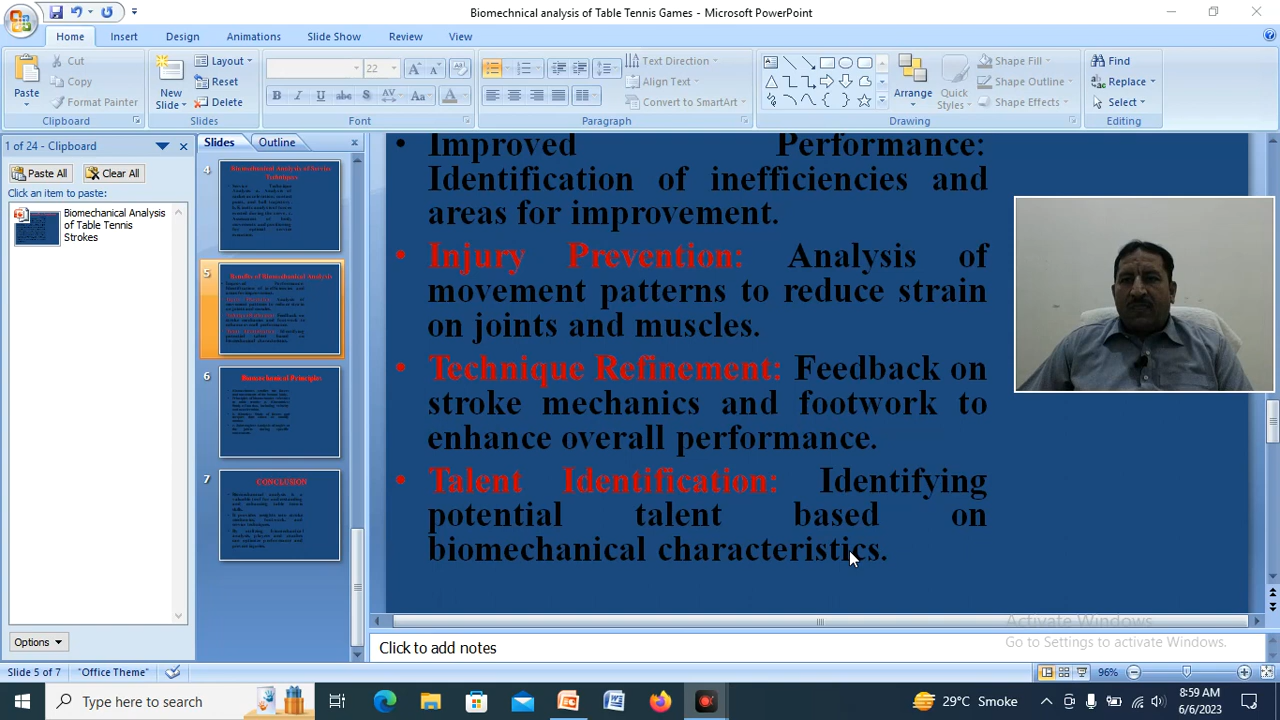 Biomechnical analysis of Table Tennis Games - Microsoft PowerPoint
Home Insert Design Animations Slide Show Review View
Paste
Cut
Copy
Format Painter
Clipboard
New Slide
Layout
Reset
Delete
Slides
22
Font
Text Direction
Align Text
Convert to SmartArt
Paragraph
Arrange
Quick Styles
Shape Fill
Shape Outline
Shape Effects
Drawing
Find
Replace
Select
Editing
1 of 24 - Clipboard
Paste All Clear All
Click an item to paste:
Biomechanical Analysis
of Table Tennis
Strokes
Options
Slides Outline
4
5
Benefits of Biomechanical Analysis
6
Biomechanical Principles
7
CONCLUSION
• Improved Performance:
Identification of inefficiencies and
areas for improvement.
• Injury Prevention: Analysis of
movement patterns to reduce strain
on joints and muscles.
• Technique Refinement: Feedback on
stroke mechanics and footwork to
enhance overall performance.
• Talent Identification: Identifying
potential talent based on
biomechanical characteristics.
Activate Windows
Go to Settings to activate Windows.
Click to add notes
Slide 5 of 7 "Office Theme" 96%
Type here to search
29°C Smoke
8:59 AM
6/6/2023